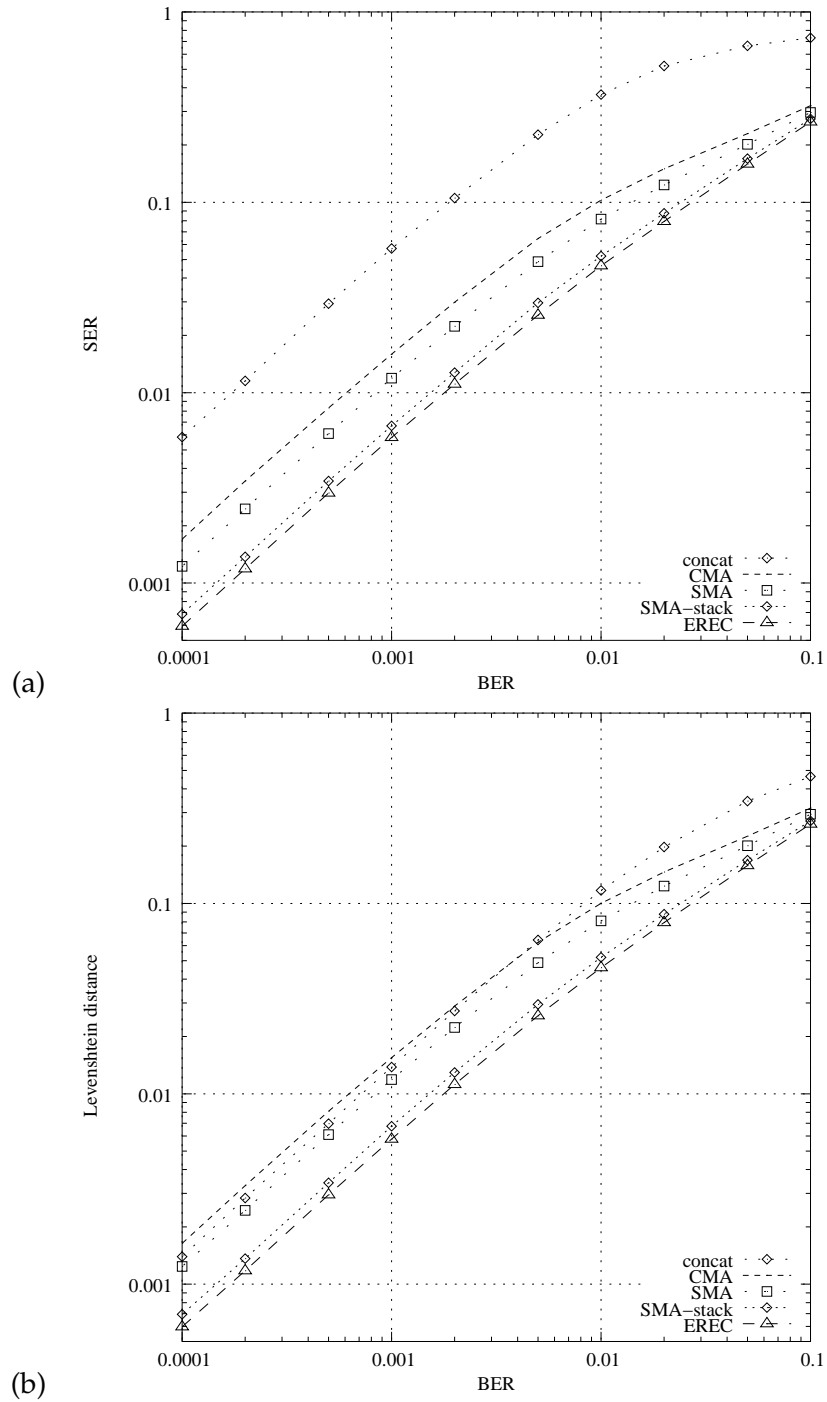 1
0.1
SER
0.01
0.001
concat
CMA
SMA
SMA-stack
EREC
0.0001 0.001 0.01 0.1
(a)
BER
1
0.1
Levenshtein distance
0.01
0.001
concat
CMA
SMA
SMA-stack
EREC
0.0001 0.001 0.01 0.1
(b)
BER